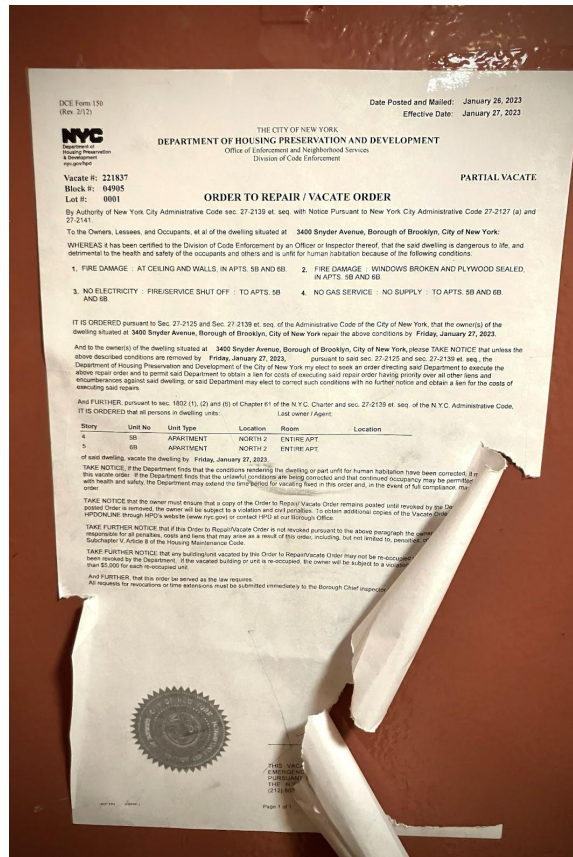 DCE Form 150
(Rev. 2/12)
Date Posted and Mailed: January 26, 2023
Effective Date: January 27, 2023
NYC
Department of
Housing Preservation
& Development
nyc.gov/hpd
THE CITY OF NEW YORK
DEPARTMENT OF HOUSING PRESERVATION AND DEVELOPMENT
Office of Enforcement and Neighborhood Services
Division of Code Enforcement
Vacate #: 221837
PARTIAL VACATE
Block #: 04905
Lot #: 0001
ORDER TO REPAIR / VACATE ORDER
By Authority of New York City Administrative Code sec. 27-2139 et. seq. with Notice Pursuant to New York City Administrative Code 27-2127 (a) and
27-2141.
To the Owners, Lessees, and Occupants, et al of the dwelling situated at 3400 Snyder Avenue, Borough of Brooklyn, City of New York:
WHEREAS it has been certified to the Division of Code Enforcement by an Officer or Inspector thereof, that the said dwelling is dangerous to life, and
detrimental to the health and safety of the occupants and others and is unfit for human habitation because of the following conditions:
1. FIRE DAMAGE : AT CEILING AND WALLS, IN APTS. 5B AND 6B. 2. FIRE DAMAGE : WINDOWS BROKEN AND PLYWOOD SEALED,
IN APTS. 5B AND 6B.
3. NO ELECTRICITY : FIRE/SERVICE SHUT OFF : TO APTS. 5B 4. NO GAS SERVICE : NO SUPPLY : TO APTS. 5B AND 6B.
AND 6B.
IT IS ORDERED pursuant to Sec. 27-2125 and Sec. 27-2139 et. seq. of the Administrative Code of the City of New York, that the owner(s) of the
dwelling situated at 3400 Snyder Avenue, Borough of Brooklyn, City of New York repair the above conditions by Friday, January 27, 2023.
And to the owner(s) of the dwelling situated at 3400 Snyder Avenue, Borough of Brooklyn, City of New York, please TAKE NOTICE that unless the
above described conditions are removed by Friday, January 27, 2023, pursuant to said sec. 27-2125 and sec. 27-2139 et. seq., the
Department of Housing Preservation and Development of the City of New York may elect to seek an order directing said Department to execute the
above repair order and to permit said Department to obtain a lien for costs of executing said repair order having priority over all other liens and
encumberances against said dwelling; or said Department may elect to correct such conditions with no further notice and obtain a lien for the costs of
executing said repairs.
And FURTHER, pursuant to sec. 1802 (1), (2) and (6) of Chapter 61 of the N.Y.C. Charter and sec. 27-2139 et. seq. of the N.Y.C. Administrative Code,
IT IS ORDERED that all persons in dwelling units: Last owner / Agent:
Story Unit No Unit Type Location Room Location
4 5B APARTMENT NORTH 2 ENTIRE APT.
5 6B APARTMENT NORTH 2 ENTIRE APT.
of said dwelling, vacate the dwelling by Friday, January 27, 2023.
TAKE NOTICE, if the Department finds that the conditions rendering the dwelling or part unfit for human habitation have been corrected, it
this vacate order. If the Department finds that the unlawful conditions are being corrected and that continued occupancy may be permitted
with health and safety, the Department may extend the time period for vacating fixed in this order and, in the event of full compliance,
order
TAKE NOTICE that the owner must ensure that a copy of the Order to Repair/ Vacate Order remains posted until revoked by the
posted Order is removed, the owner will be subject to a violation and civil penalties. To obtain additional copies of the Vacate
HPDONLINE through HPD's website (www.nyc.gov) or contact HPD at our Borough's Office.
TAKE FURTHER NOTICE that if this Order to Repair/Vacate Order is not revoked pursuant to the above paragraph the
responsible for all penalties, costs and liens that may arise as a result of this order, including, but not limited to, penalties,
Subchapter V, Article 8 of the Housing Maintenance Code.
TAKE FURTHER NOTICE that any building/unit vacated by this Order to Repair/Vacate Order may not be re-occupied
been revoked by the Department. If the vacated building or unit is re-occupied, the owner will be subject to a
than $5,000 for each re-occupied unit.
And FURTHER, that this order be served as the law requires.
All requests for revocations or time extensions must be submitted immediately to the Borough Chief Inspector
THIS
EMERGENC
PURSUANT
THE
(212)
Page 1 of 1